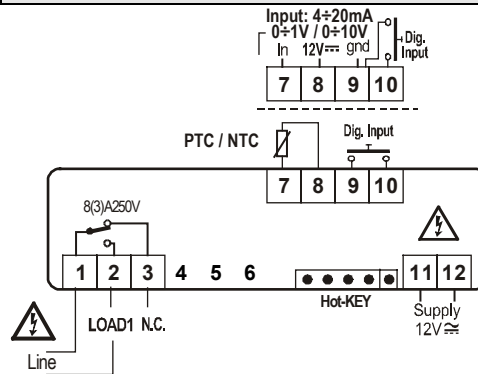 Input: 4÷20mA
0÷1V / 0÷10V
In 12V⎓ gnd
Dig.
Input
7 8 9 10
PTC / NTC
Dig. Input
7 8 9 10
8(3)A250V
1 2 3 4 5 6
11 12
Hot-KEY
LOAD1 N.C.
Supply
12V≂
Line